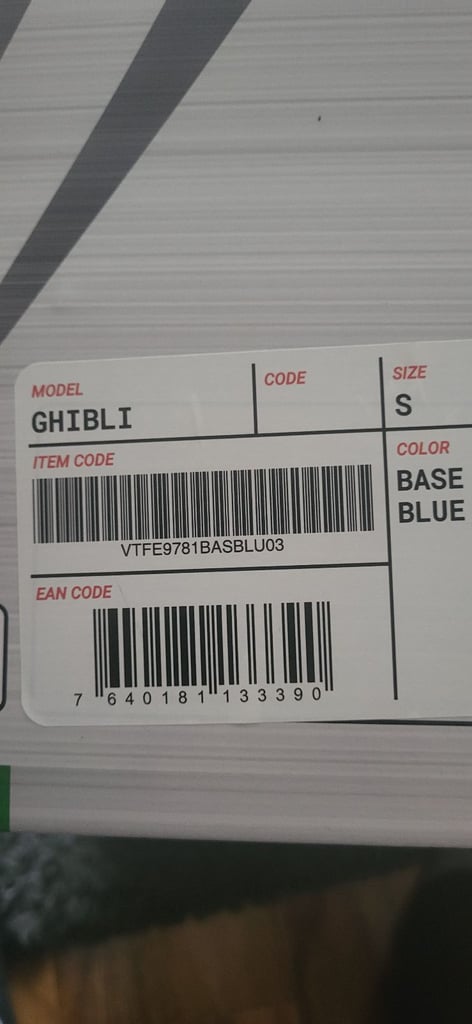 MODEL
GHIBLI
CODE
SIZE
S
ITEM CODE
VTFE9781BASBLU03
COLOR
BASE
BLUE
EAN CODE
7 640181 133390